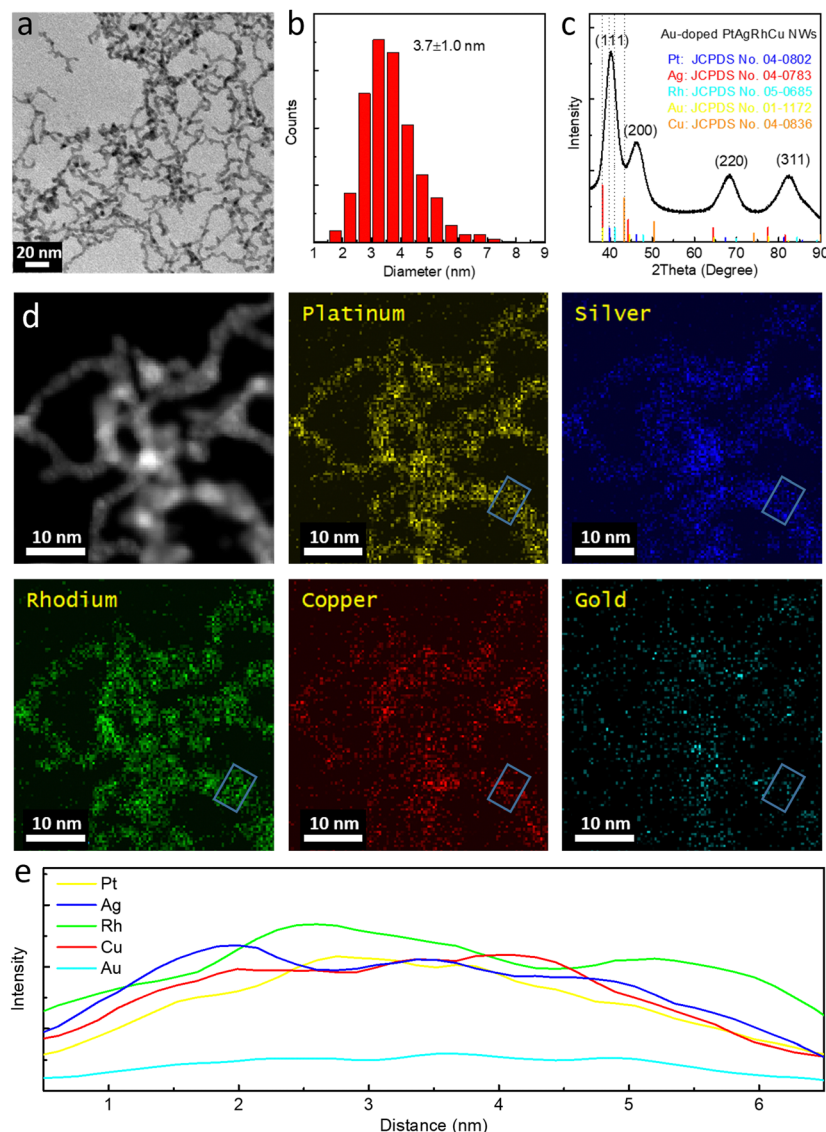 a
20 nm
b
3.7±1.0 nm
Counts
1 2 3 4 5 6 7 8 9
Diameter (nm)
c
Au-doped PtAgRhCu NWs
(111)
Pt: JCPDS No. 04-0802
Ag: JCPDS No. 04-0783
Rh: JCPDS No. 05-0685
Au: JCPDS No. 01-1172
Cu: JCPDS No. 04-0836
(200)
(220)
(311)
Intensity
40 50 60 70 80 90
2Theta (Degree)
d
10 nm
Platinum
10 nm
Silver
10 nm
Rhodium
10 nm
Copper
10 nm
Gold
10 nm
e
Pt
Ag
Rh
Cu
Au
Intensity
1 2 3 4 5 6
Distance (nm)